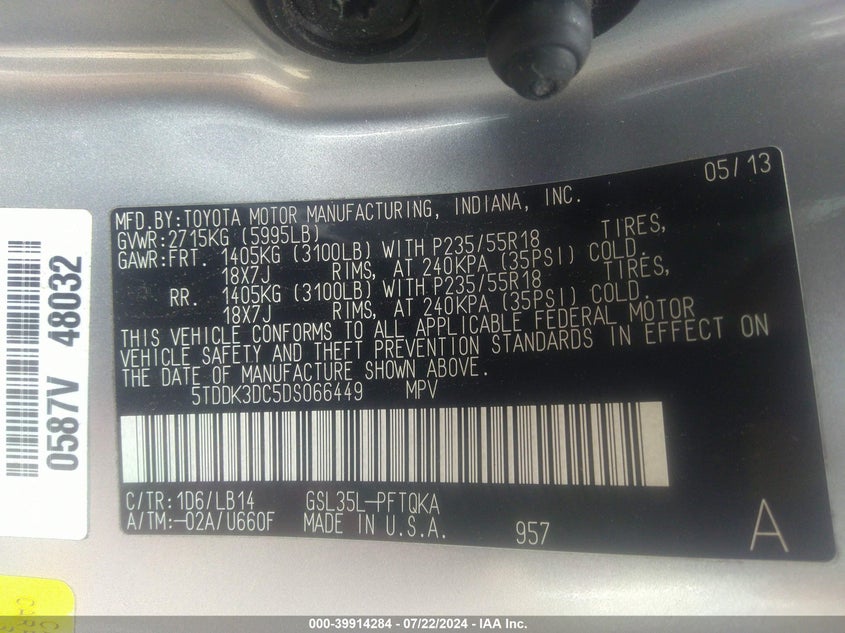 05/13
MFD.BY:TOYOTA MOTOR MANUFACTURING, INDIANA, INC.
GVWR:2715KG (5995LB)
GAWR:FRT. 1405KG (3100LB) WITH P235/55R18 TIRES,
18X7J RIMS, AT 240KPA (35PSI) COLD.
RR. 1405KG (3100LB) WITH P235/55R18 TIRES,
18X7J RIMS, AT 240KPA (35PSI) COLD.
THIS VEHICLE CONFORMS TO ALL APPLICABLE FEDERAL MOTOR
VEHICLE SAFETY AND THEFT PREVENTION STANDARDS IN EFFECT ON
THE DATE OF MANUFACTURE SHOWN ABOVE.
5TDDK3DC5DS066449 MPV
C/TR:1D6/LB14 GSL35L-PFTQKA
A/TM:-02A/U660F MADE IN U.S.A. 957 A
0587V 48032
000-39914284 - 07/22/2024 - IAA Inc.